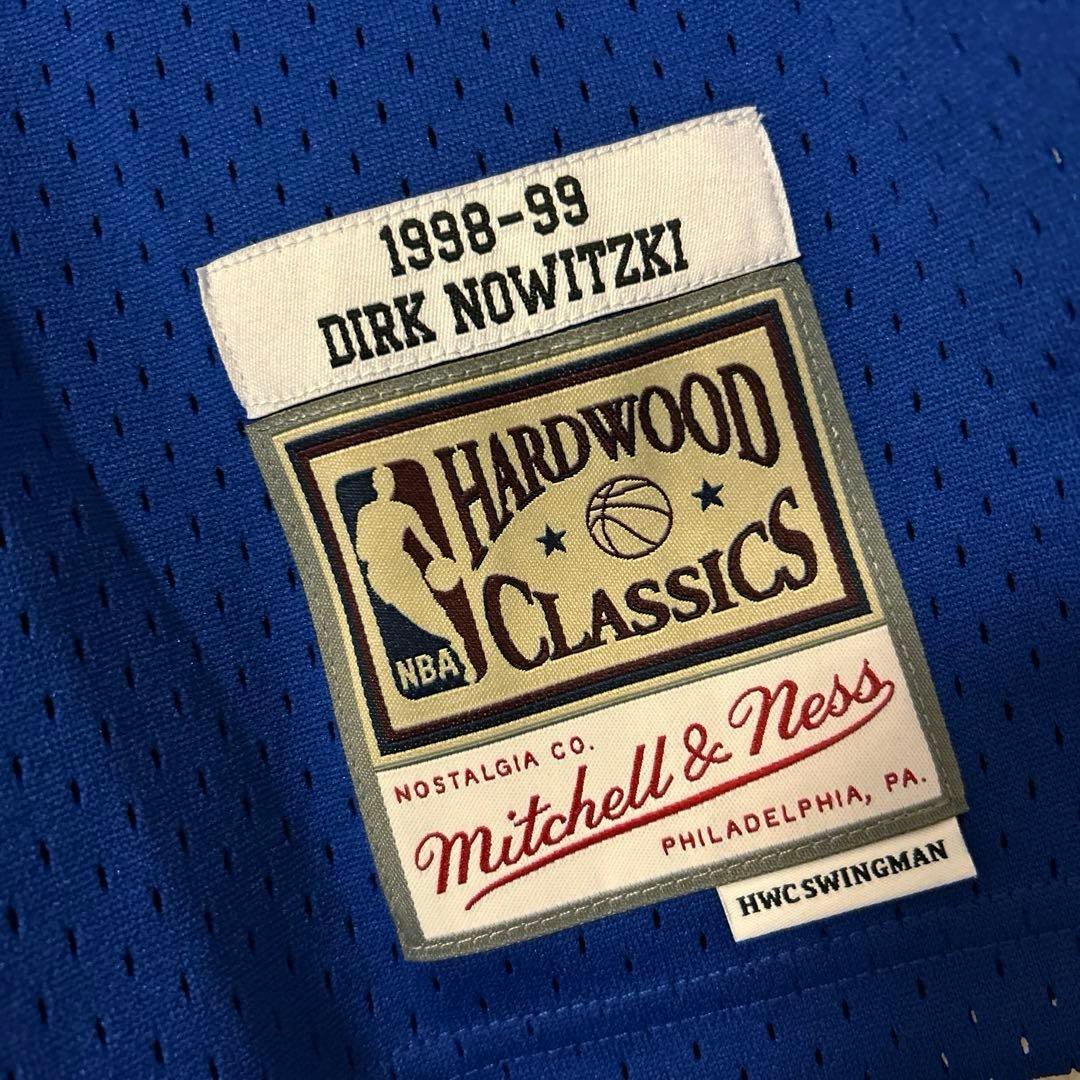 1998-99
DIRK NOWITZKI
HARDWOOD
CLASSICS
NBA
NOSTALGIA CO.
Mitchell & Ness
PHILADELPHIA, PA.
HWC SWINGMAN